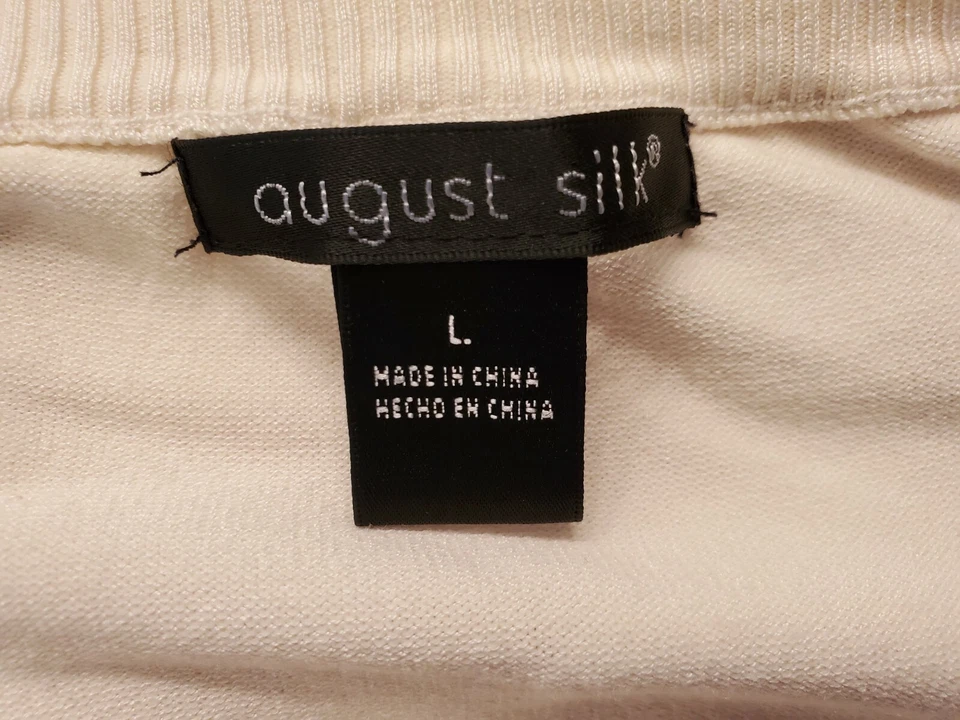 august silk®
L.
MADE IN CHINA
HECHO EN CHINA